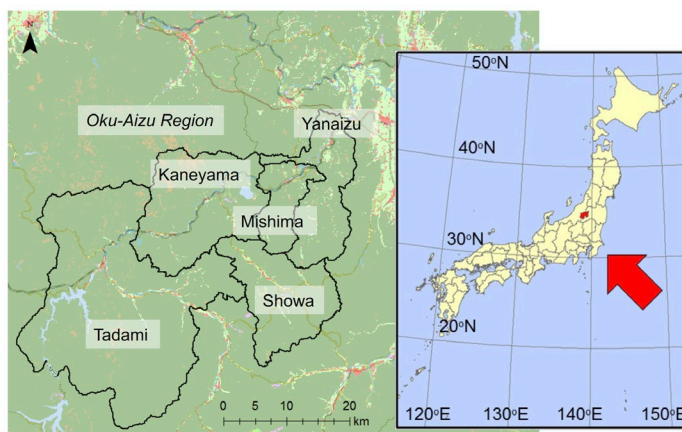 N
Oku-Aizu Region
Yanaizu
Kaneyama
Mishima
Showa
Tadami
0 5 10 20
km
50°N
40°N
30°N
20°N
120°E 130°E 140°E 150°E